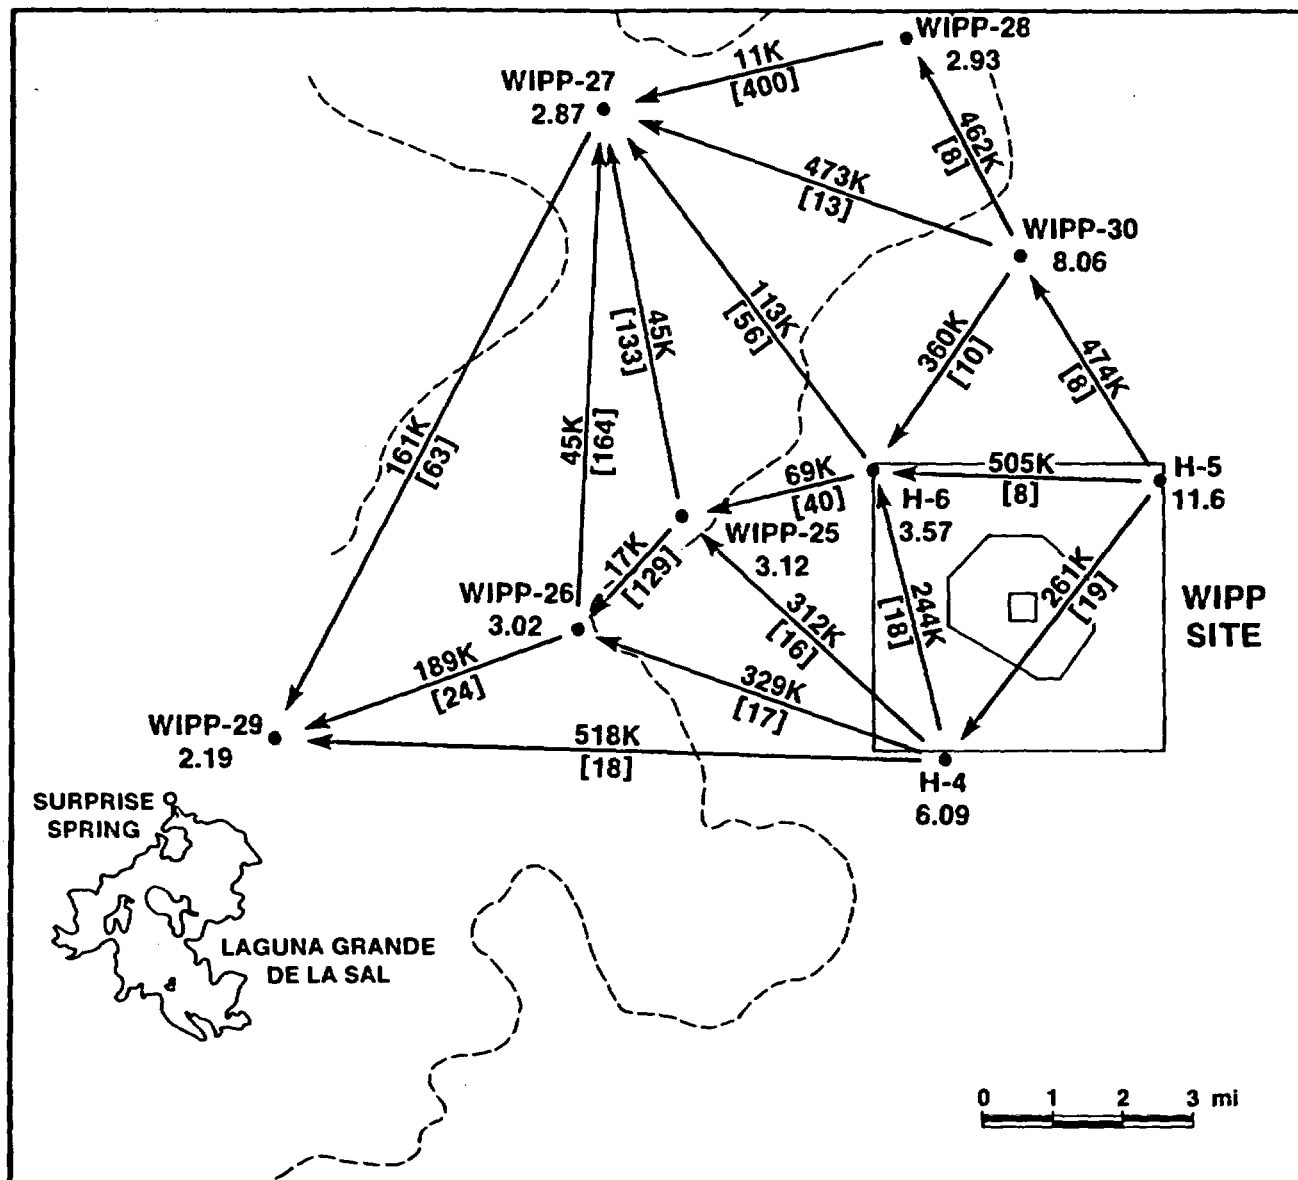 WIPP-28
2.93
11K
[400]
WIPP-27
2.87
462K
[8]
473K
[13]
WIPP-30
8.06
113K
[56]
45K
[133]
360K
[10]
474K
[8]
161K
[63]
45K
[164]
69K
[40]
505K
[8]
H-5
11.6
H-6
3.57
WIPP-25
3.12
17K
[129]
WIPP-26
3.02
312K
[16]
244K
[18]
261K
[19]
WIPP
SITE
189K
[24]
329K
[17]
WIPP-29
2.19
518K
[18]
H-4
6.09
SURPRISE
SPRING
LAGUNA GRANDE
DE LA SAL
0 1 2 3 mi